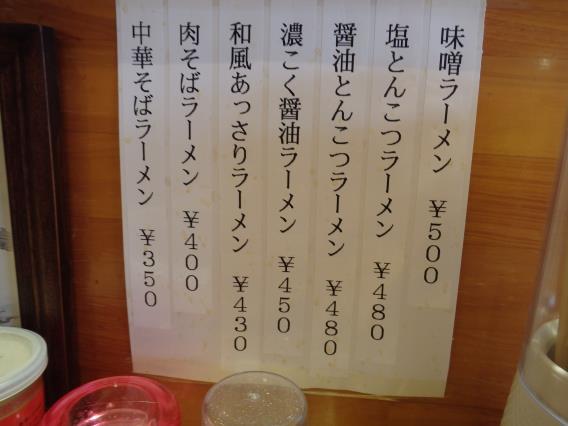 味噌ラーメン ￥５００
塩とんこつラーメン ￥４８０
醤油とんこつラーメン ￥４８０
濃こく醤油ラーメン ￥４５０
和風あっさりラーメン ￥４３０
肉そばラーメン ￥４００
中華そばラーメン ￥３５０